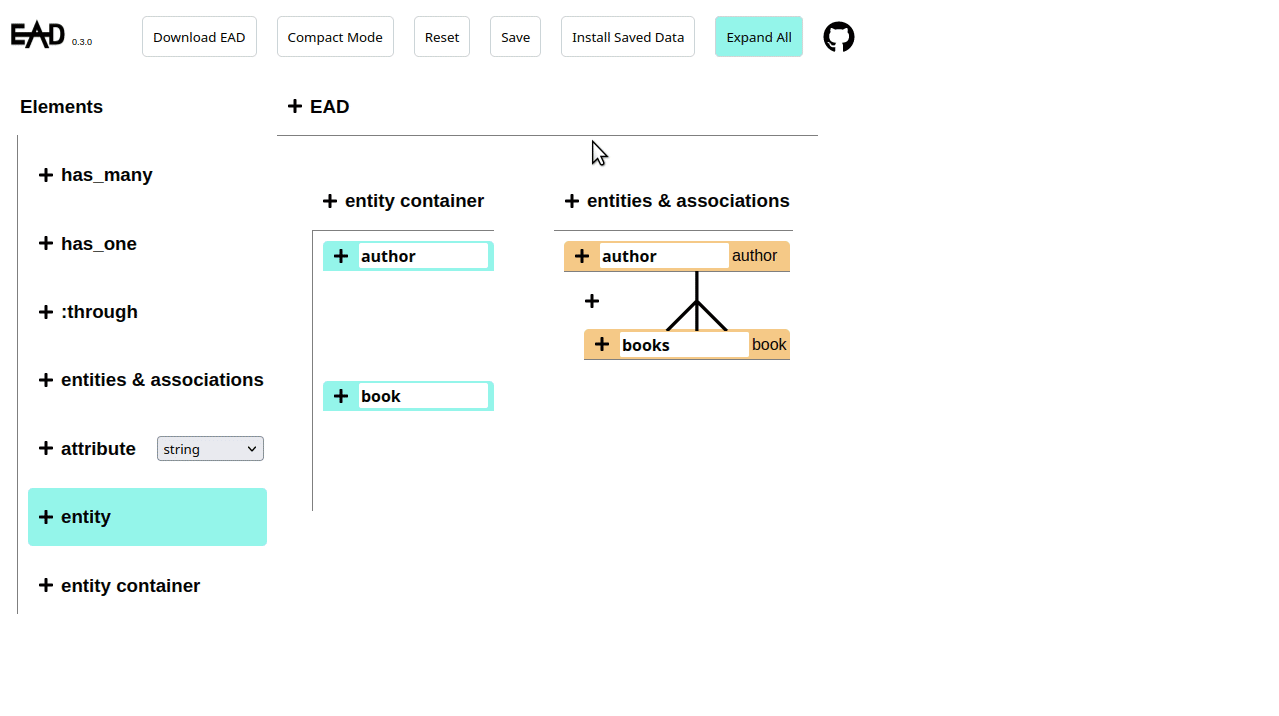 EAD 0.3.0 Download EAD Compact Mode Reset Save Install Saved Data Expand All
Elements
has_many
has_one
:through
entities & associations
attribute string
entity
entity container
EAD
entity container
author
book
entities & associations
author author
books book